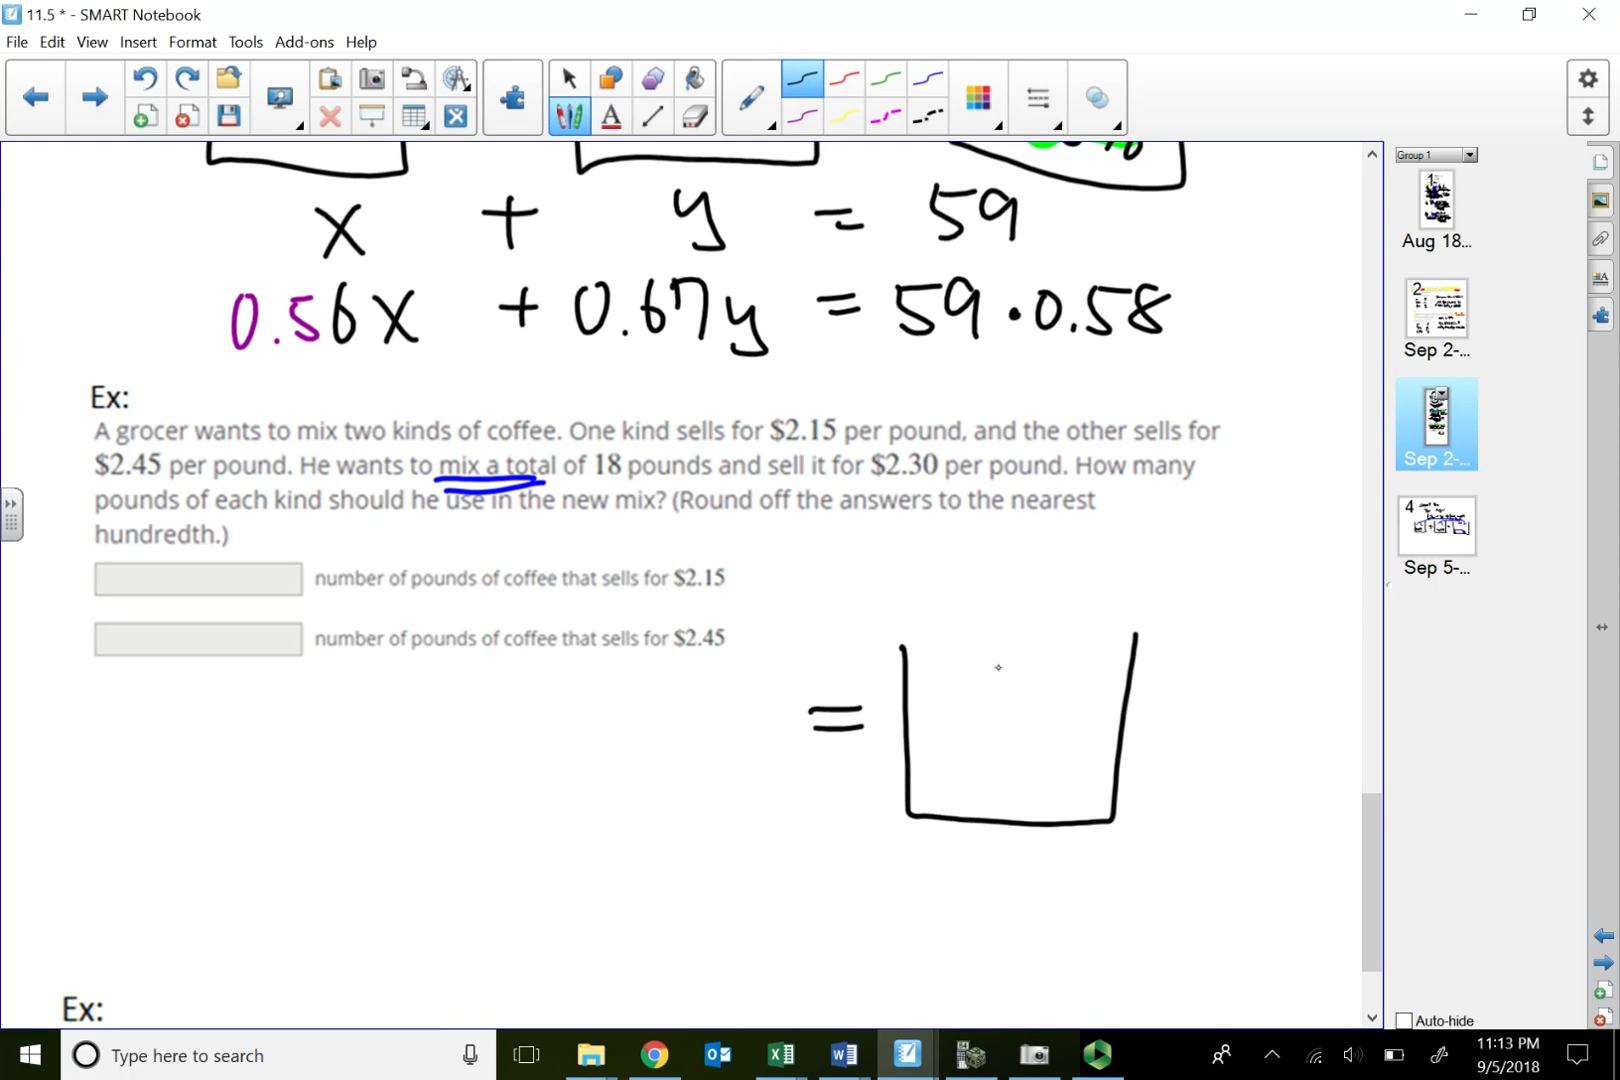 11.5 * - SMART Notebook
File Edit View Insert Format Tools Add-ons Help
x + y = 59
0.56x + 0.67y = 59 · 0.58
Ex:
A grocer wants to mix two kinds of coffee. One kind sells for $2.15 per pound, and the other sells for
$2.45 per pound. He wants to mix a total of 18 pounds and sell it for $2.30 per pound. How many
pounds of each kind should he use in the new mix? (Round off the answers to the nearest
hundredth.)
number of pounds of coffee that sells for $2.15
number of pounds of coffee that sells for $2.45
=
Ex:
Group 1
1
Aug 18...
2
Sep 2-...
Sep 2-...
4
Sep 5-...
Auto-hide
Type here to search
11:13 PM
9/5/2018